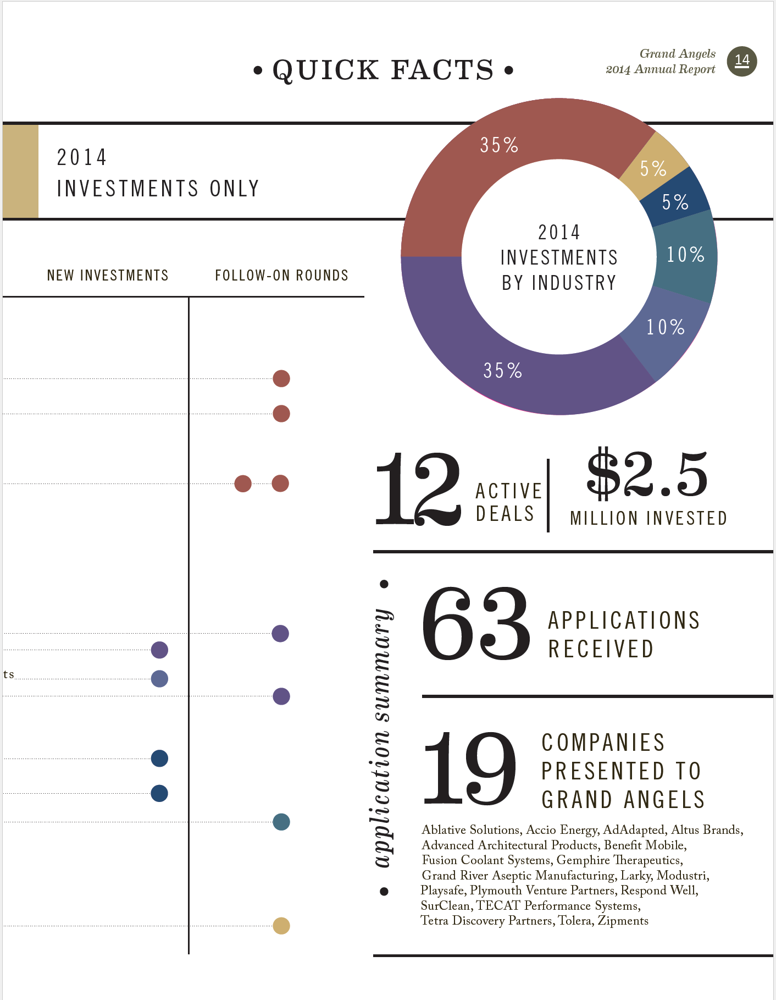 • QUICK FACTS •
Grand Angels
2014 Annual Report
14
2014
INVESTMENTS ONLY
35%
5%
5%
10%
10%
35%
2014
INVESTMENTS
BY INDUSTRY
NEW INVESTMENTS
FOLLOW-ON ROUNDS
ts
12
ACTIVE
DEALS
$2.5
MILLION INVESTED
• application summary •
63
APPLICATIONS
RECEIVED
19
COMPANIES
PRESENTED TO
GRAND ANGELS
Ablative Solutions, Accio Energy, AdAdapted, Altus Brands,
Advanced Architectural Products, Benefit Mobile,
Fusion Coolant Systems, Gemphire Therapeutics,
Grand River Aseptic Manufacturing, Larky, Modustri,
Playsafe, Plymouth Venture Partners, Respond Well,
SurClean, TECAT Performance Systems,
Tetra Discovery Partners, Tolera, Zipments